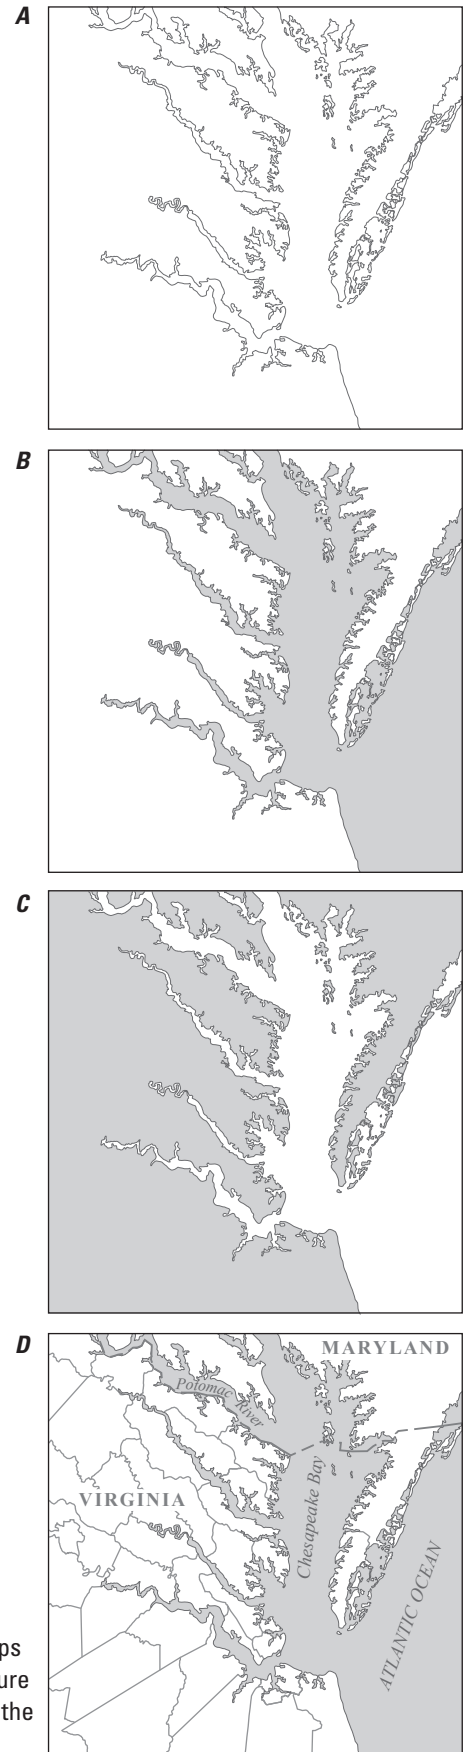 A
B
C
D
MARYLAND
Potomac River
VIRGINIA
Chesapeake Bay
ATLANTIC OCEAN
ps
ure
the